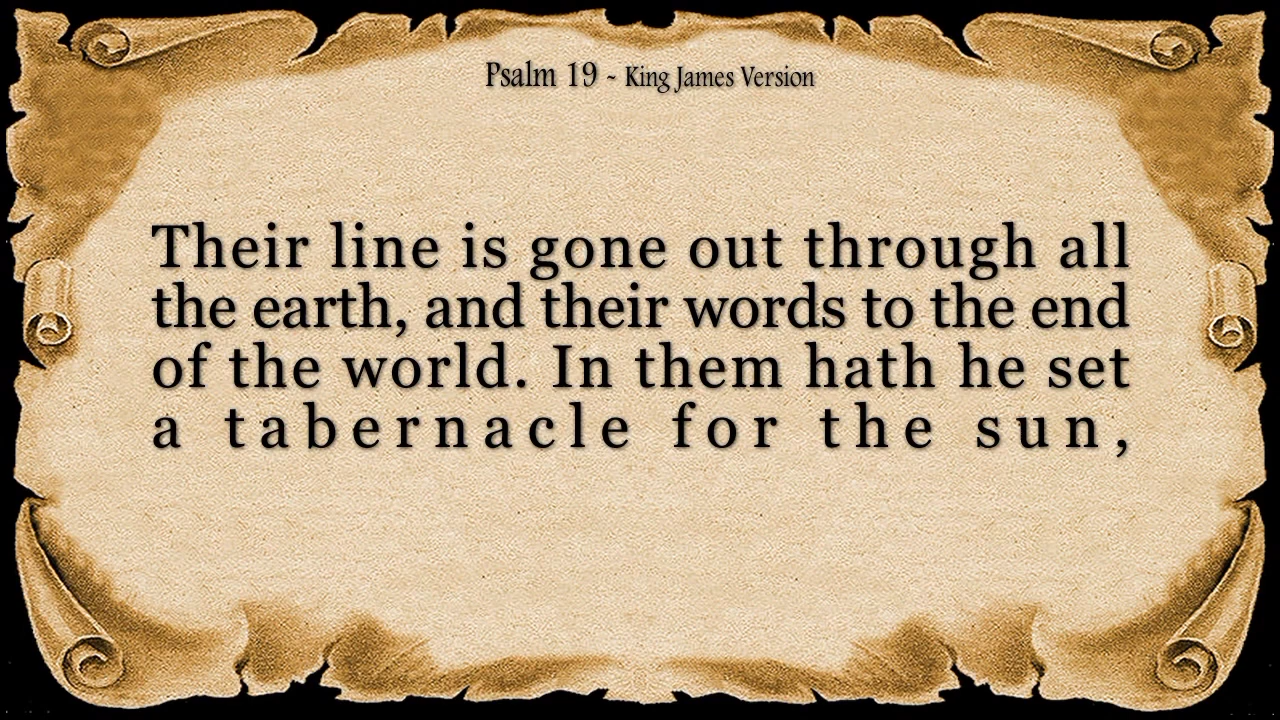 Psalm 19 - King James Version
Their line is gone out through all
the earth, and their words to the end
of the world. In them hath he set
a tabernacle for the sun,